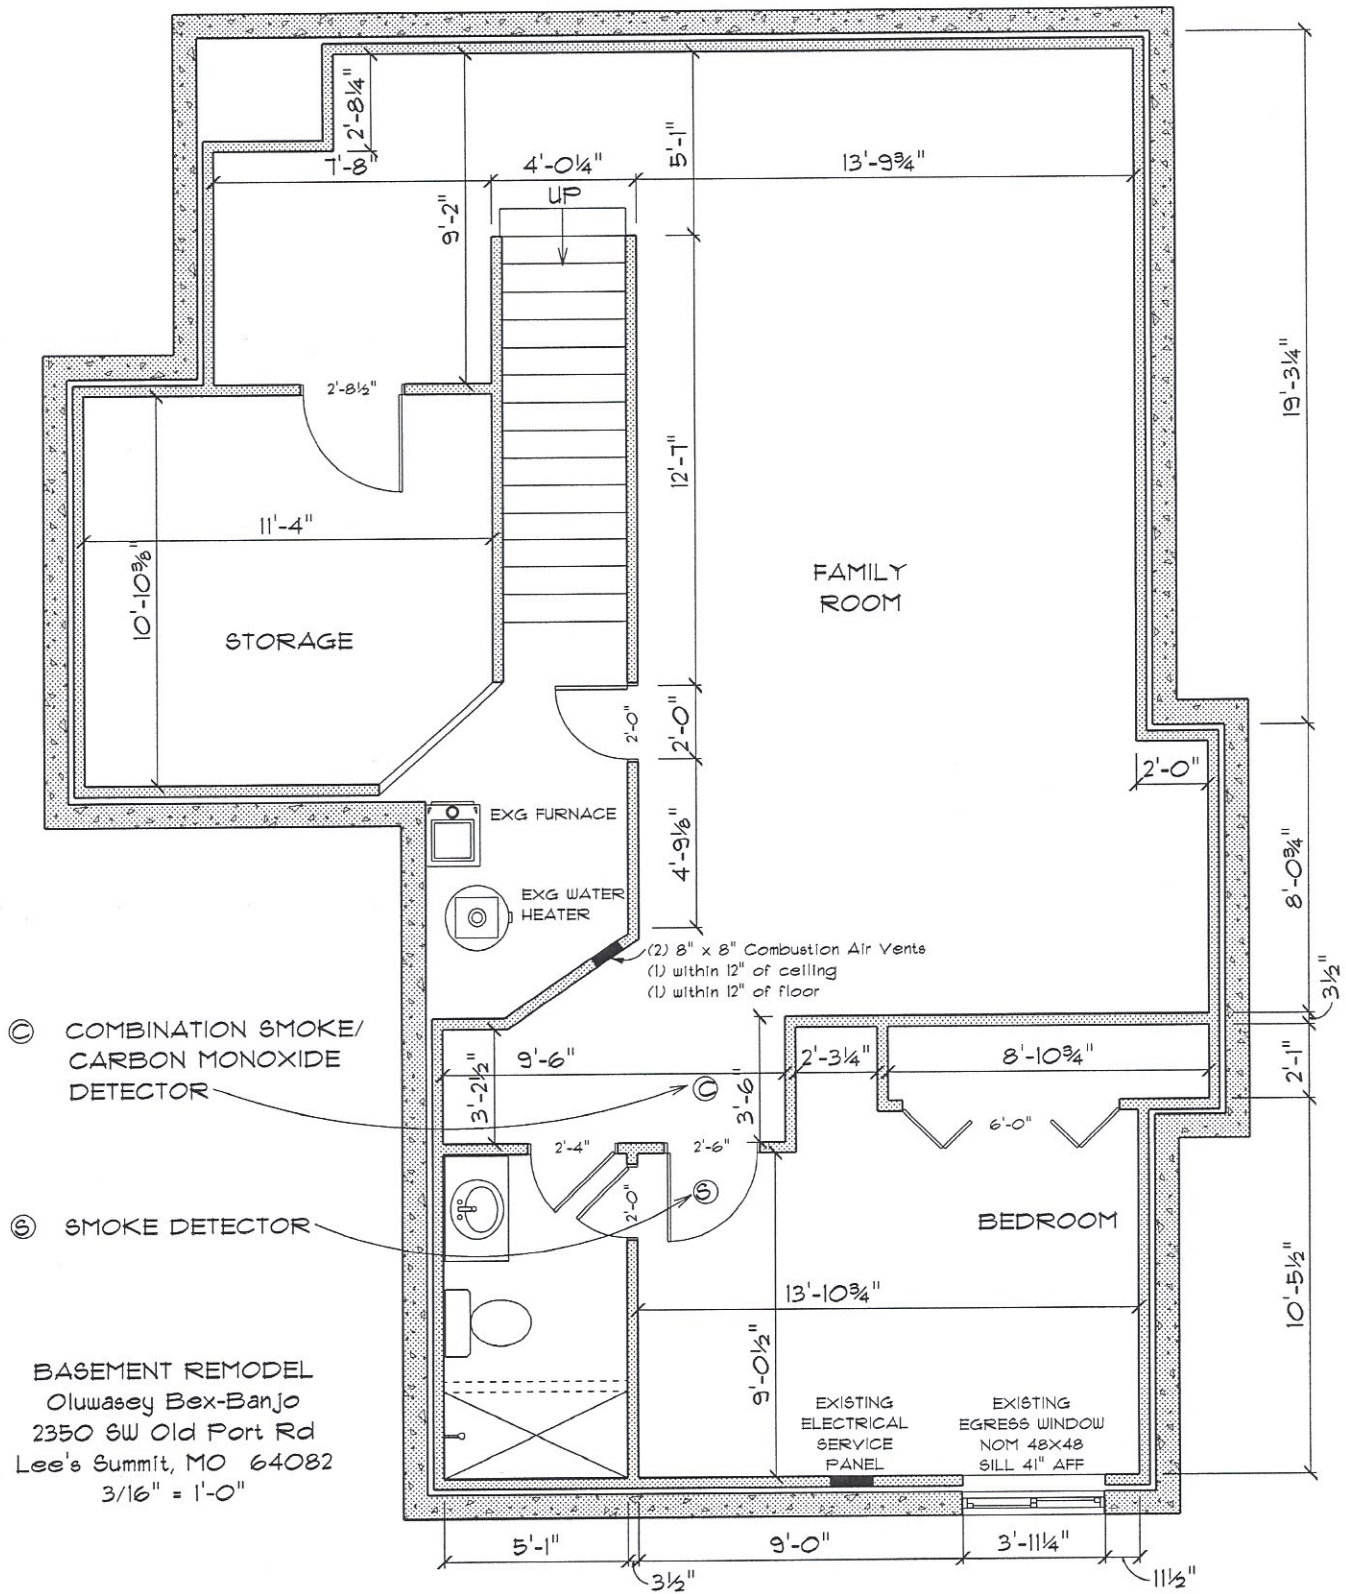 2'-8¼"
7'-8"
4'-0¼"
5'-1"
13'-9¾"
UP
9'-2"
19'-3¼"
2'-8½"
12'-7"
11'-4"
10'-10⅜"
FAMILY
ROOM
STORAGE
2'-0"
2'-0"
2'-0"
EXG FURNACE
4'-9⅛"
8'-0¾"
EXG WATER
HEATER
(2) 8" x 8" Combustion Air Vents
(1) within 12" of ceiling
(1) within 12" of floor
3½"
Ⓒ COMBINATION SMOKE/
CARBON MONOXIDE
DETECTOR
9'-6"
2'-3¼"
8'-10¾"
2'-1"
3'-2½"
C
3'-6"
6'-0"
2'-4"
2'-6"
S
2'-0"
Ⓢ SMOKE DETECTOR
BEDROOM
13'-10¾"
10'-5½"
9'-0½"
BASEMENT REMODEL
Oluwasey Bex-Banjo
2350 SW Old Port Rd
Lee's Summit, MO 64082
3/16" = 1'-0"
EXISTING
ELECTRICAL
SERVICE
PANEL
EXISTING
EGRESS WINDOW
NOM 48X48
SILL 41" AFF
5'-1"
3½"
9'-0"
3'-11¼"
11½"